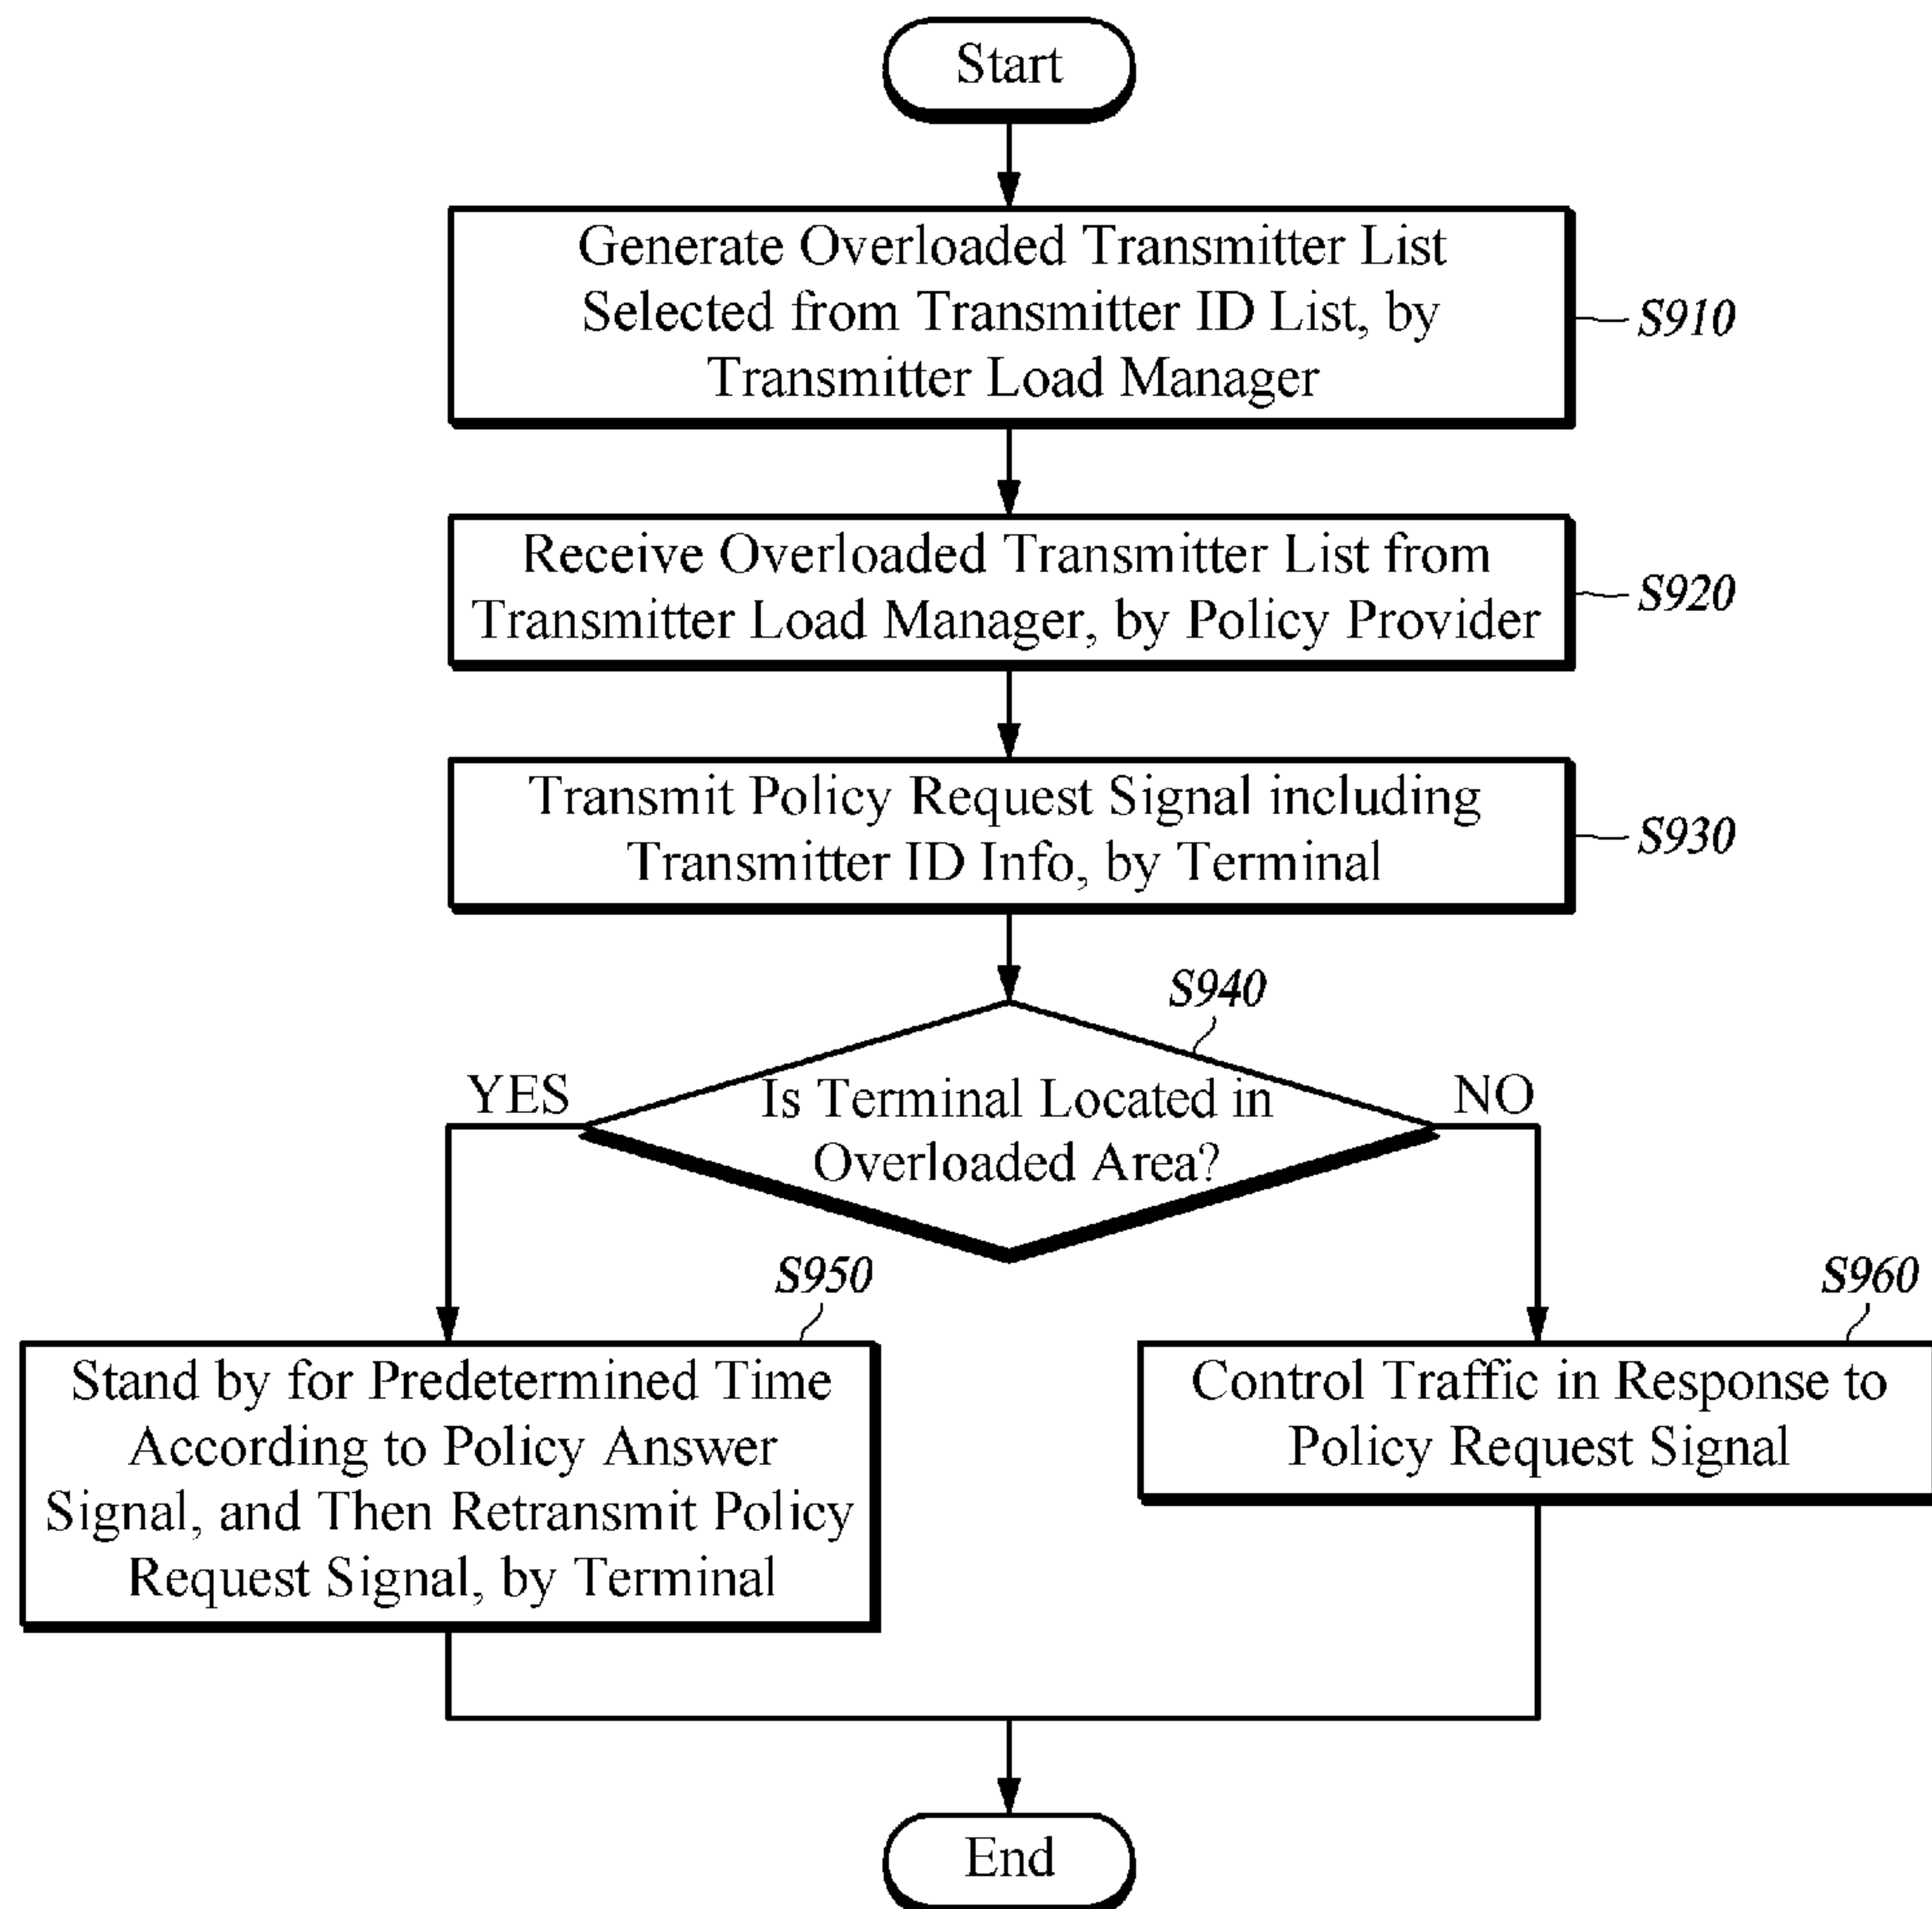 Start
Generate Overloaded Transmitter List
Selected from Transmitter ID List, by
Transmitter Load Manager
S910
Receive Overloaded Transmitter List from
Transmitter Load Manager, by Policy Provider
S920
Transmit Policy Request Signal including
Transmitter ID Info, by Terminal
S930
S940
YES
Is Terminal Located in
Overloaded Area?
NO
S950
Stand by for Predetermined Time
According to Policy Answer
Signal, and Then Retransmit Policy
Request Signal, by Terminal
S960
Control Traffic in Response to
Policy Request Signal
End